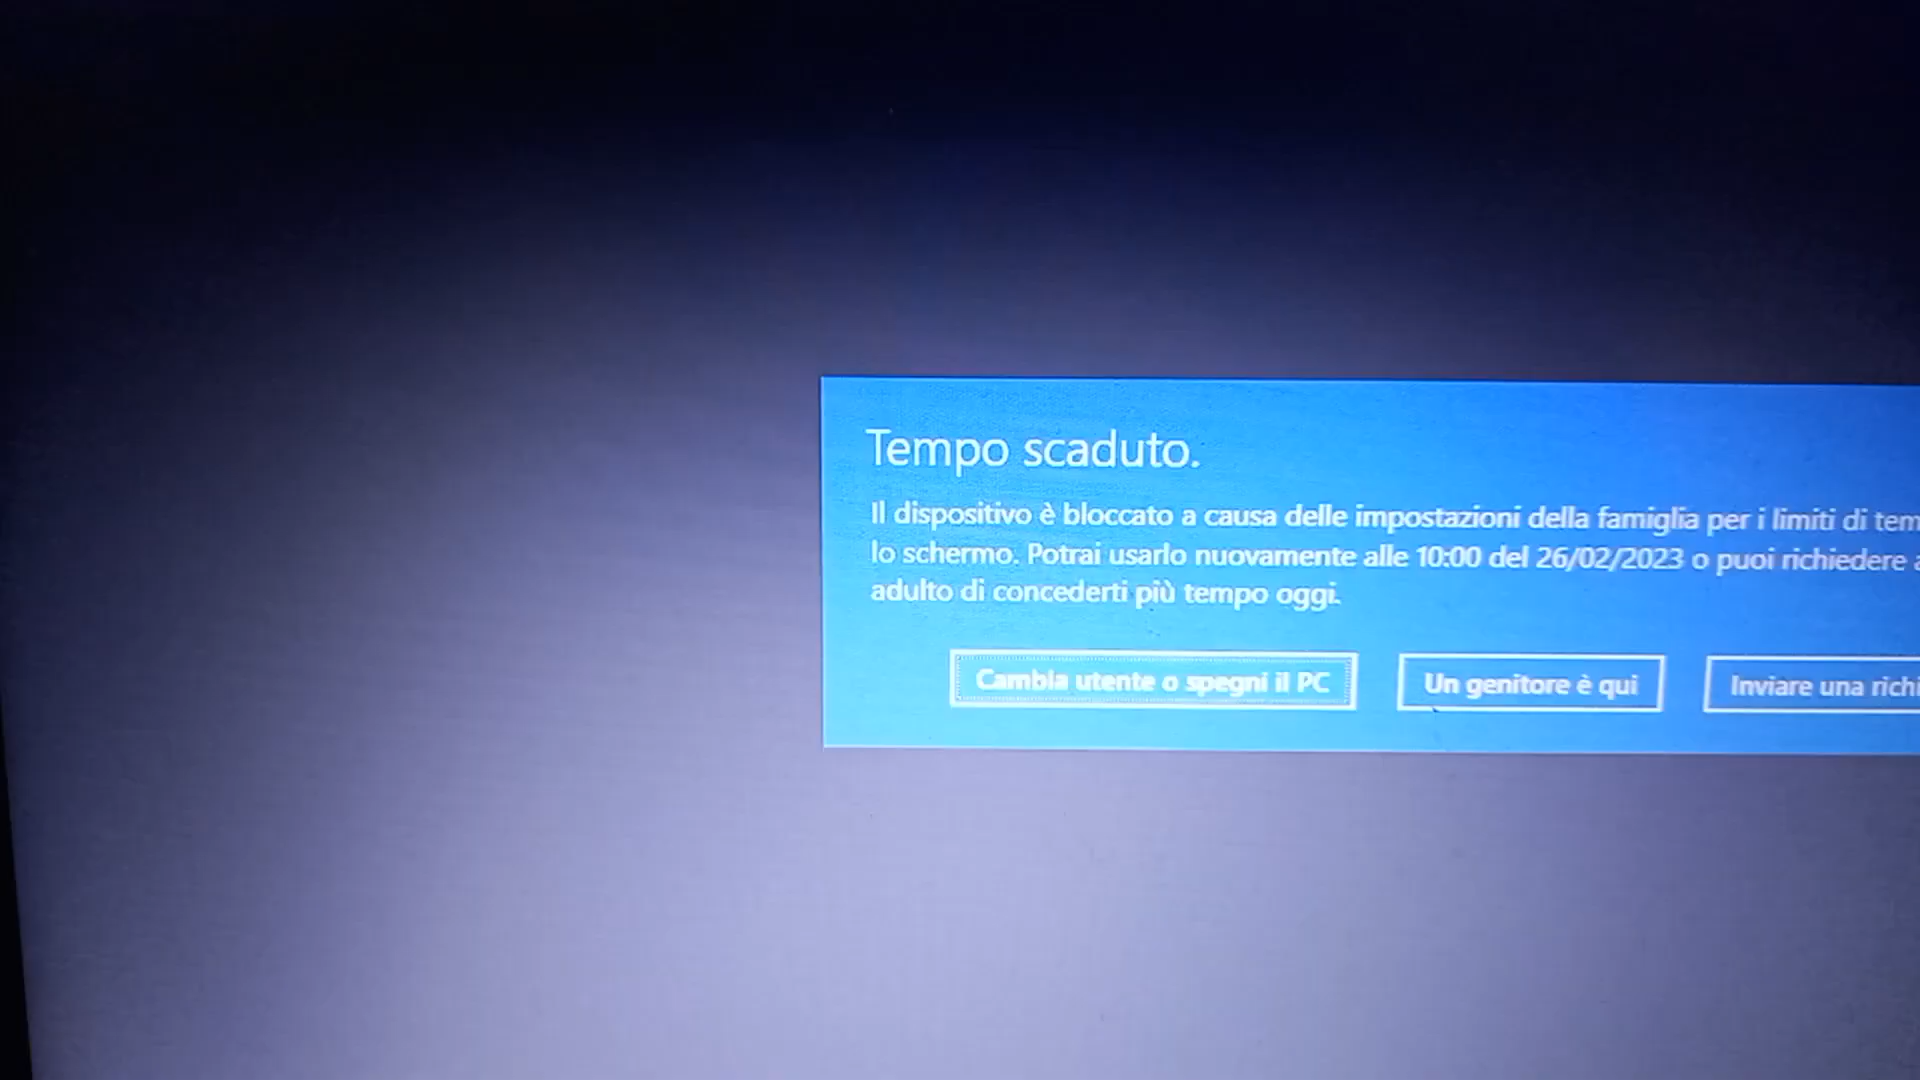 Tempo scaduto.
Il dispositivo è bloccato a causa delle impostazioni della famiglia per i limiti di
lo schermo. Potrai usarlo nuovamente alle 10:00 del 26/02/2023 o puoi richiedere
adulto di concederti più tempo oggi.
Cambia utente o spegni il PC
Un genitore è qui
Inviare una